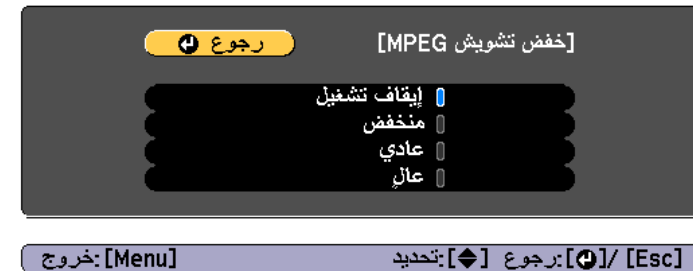 [خفض تشويش MPEG]
رجوع
إيقاف تشغيل
منخفض
عادي
عالٍ
[Esc] /[⏎]:رجوع [◆]:تحديد [Menu]:خروج